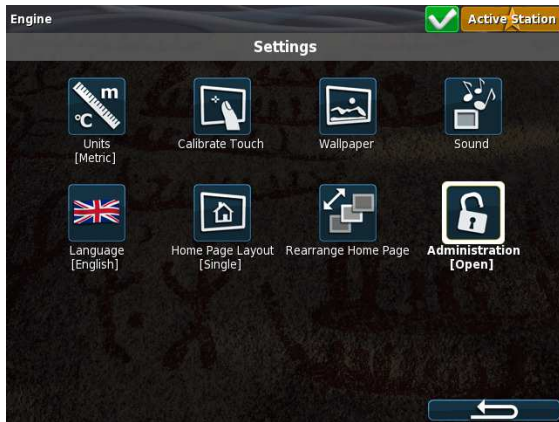 Engine
Active Station
Settings
m
°C
Units
[Metric]
Calibrate Touch
Wallpaper
Sound
Language
[English]
Home Page Layout
[Single]
Rearrange Home Page
Administration
[Open]